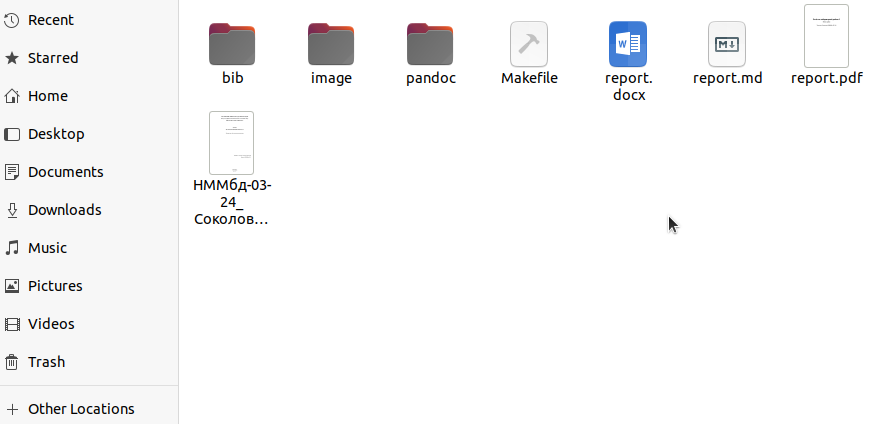 Recent
Starred
Home
Desktop
Documents
Downloads
Music
Pictures
Videos
Trash
Other Locations
bib
image
pandoc
Makefile
report.
docx
report.md
report.pdf
НММбд-03-
24_
Соколов...